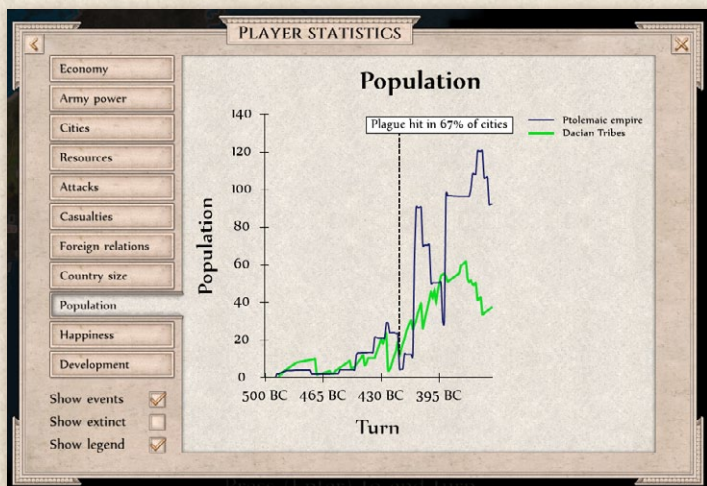 PLAYER STATISTICS
Economy
Army power
Cities
Resources
Attacks
Casualties
Foreign relations
Country size
Population
Happiness
Development
Show events
Show extinct
Show legend
Population
140
120
100
80
60
40
20
0
Population
Plague hit in 67% of cities
Ptolemaic empire
Dacian Tribes
500 BC 465 BC 430 BC 395 BC
Turn